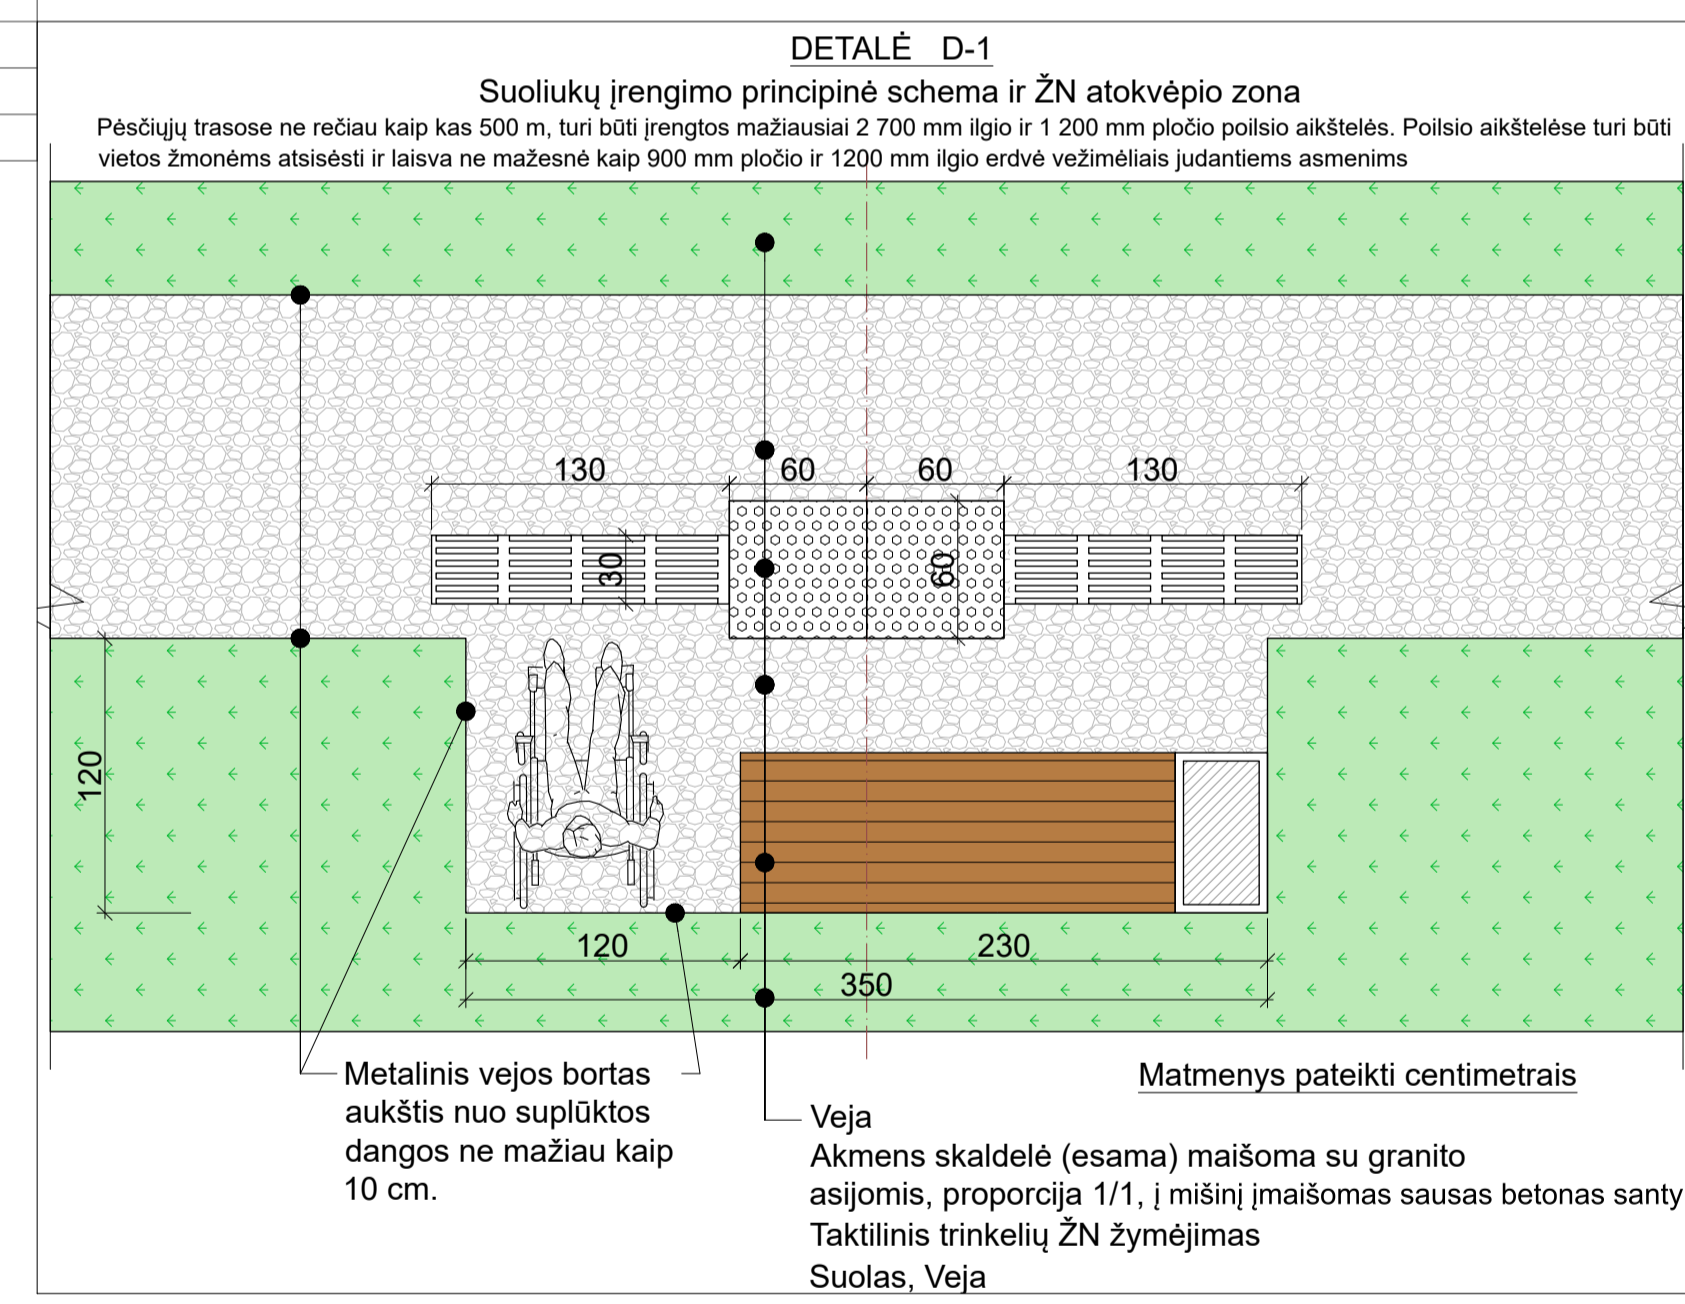 DETALĖ D-1
Suoliukų įrengimo principinė schema ir ŽN atokvėpio zona
Pėsčiųjų trasose ne rečiau kaip kas 500 m, turi būti įrengtos mažiausiai 2 700 mm ilgio ir 1 200 mm pločio poilsio aikštelės. Poilsio aikštelėse turi būti
vietos žmonėms atsisėsti ir laisva ne mažesnė kaip 900 mm pločio ir 1200 mm ilgio erdvė vežimėliais judantiems asmenims
130 60 60 130
30 60
120
120 230
350
Metalinis vejos bortas
aukštis nuo suplūktos
dangos ne mažiau kaip
10 cm.
Matmenys pateikti centimetrais
Veja
Akmens skaldelė (esama) maišoma su granito
asijomis, proporcija 1/1, į mišinį įmaišomas sausas betonas santy
Taktilinis trinkelių ŽN žymėjimas
Suolas, Veja